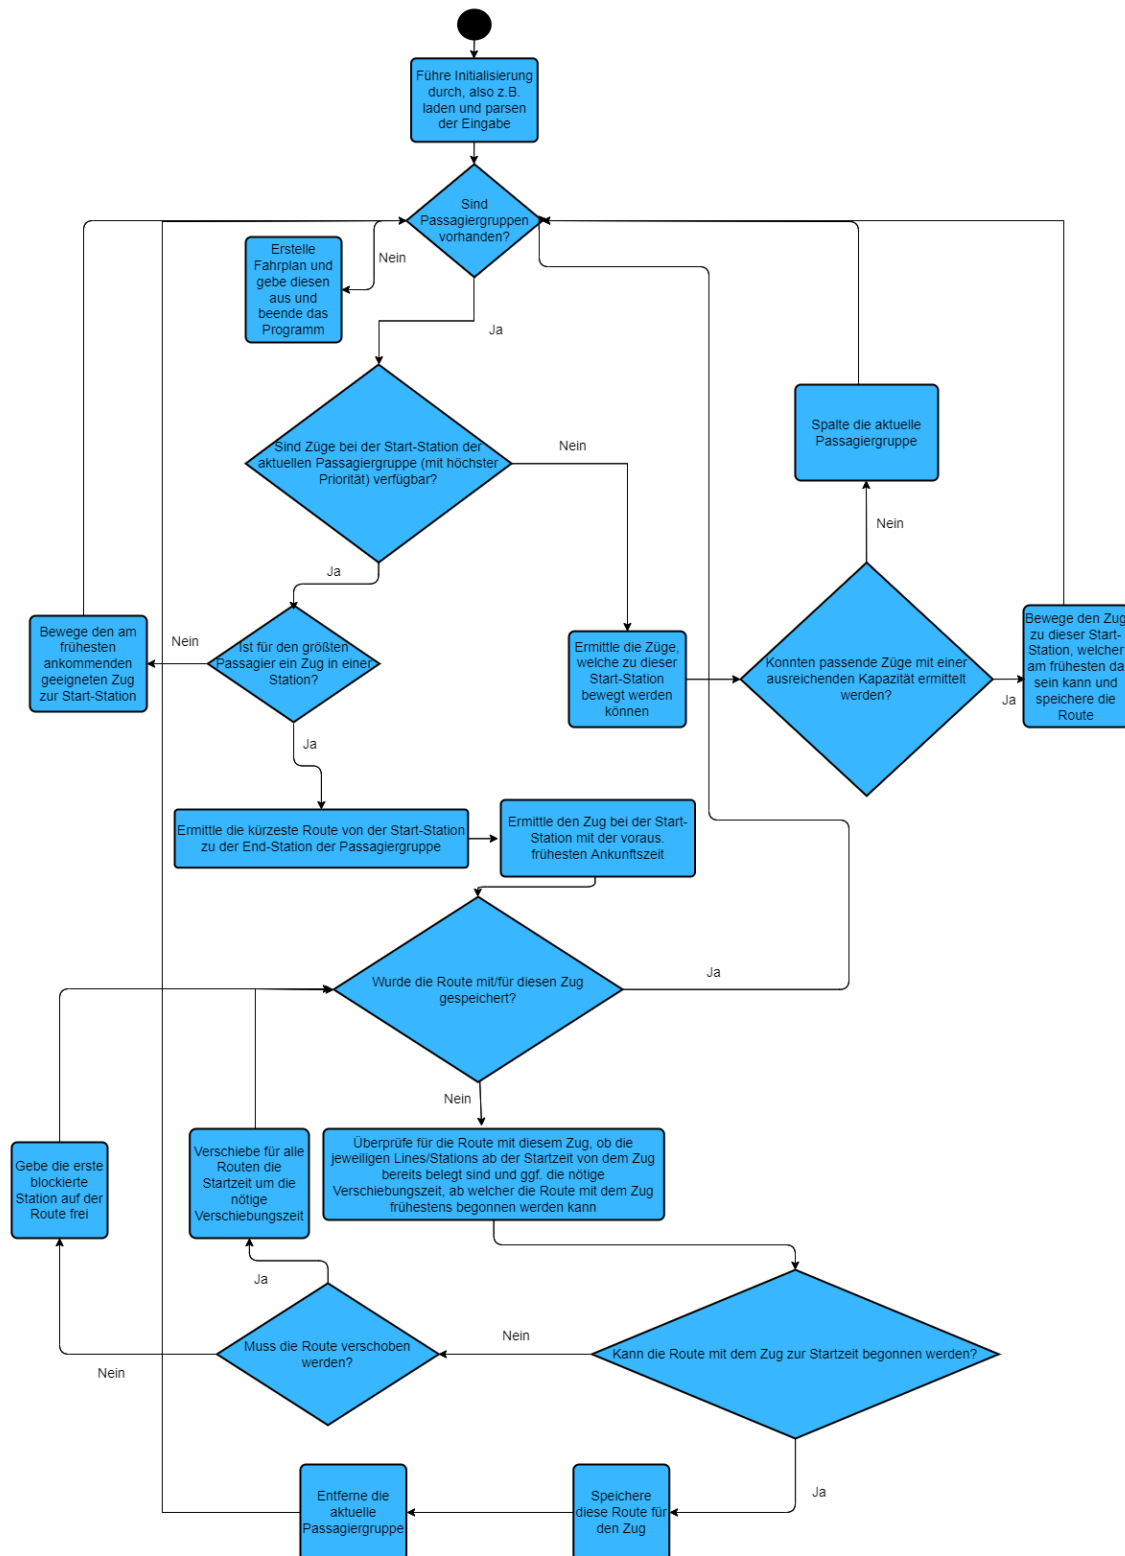 Führe Initialisierung
durch, also z.B.
laden und parsen
der Eingabe
Sind
Passagiergruppen
vorhanden?
Erstelle
Fahrplan und
gebe diesen
aus und
beende das
Programm
Nein
Ja
Sind Züge bei der Start-Station der
aktuellen Passagiergruppe (mit höchster
Priorität) verfügbar?
Nein
Spalte die aktuelle
Passagiergruppe
Nein
Ja
Bewege den am
frühesten
ankommenden
geeigneten Zug
zur Start-Station
Nein
Ist für den größten
Passagier ein Zug in einer
Station?
Ermittle die Züge,
welche zu dieser
Start-Station
bewegt werden
können
Konnten passende Züge mit einer
ausreichenden Kapazität ermittelt
werden?
Ja
Bewege den Zug
zu dieser Start-
Station, welcher
am frühesten da
sein kann und
speichere die
Route
Ja
Ermittle die kürzeste Route von der Start-Station
zu der End-Station der Passagiergruppe
Ermittle den Zug bei der Start-
Station mit der voraus.
frühesten Ankunftszeit
Wurde die Route mit/für diesen Zug
gespeichert?
Ja
Nein
Gebe die erste
blockierte
Station auf der
Route frei
Verschiebe für alle
Routen die
Startzeit um die
nötige
Verschiebungszeit
Überprüfe für die Route mit diesem Zug, ob die
jeweiligen Lines/Stations ab der Startzeit von dem Zug
bereits belegt sind und ggf. die nötige
Verschiebungszeit, ab welcher die Route mit dem Zug
frühestens begonnen werden kann
Ja
Muss die Route verschoben
werden?
Nein
Nein
Kann die Route mit dem Zug zur Startzeit begonnen werden?
Ja
Entferne die
aktuelle
Passagiergruppe
Speichere
diese Route für
den Zug